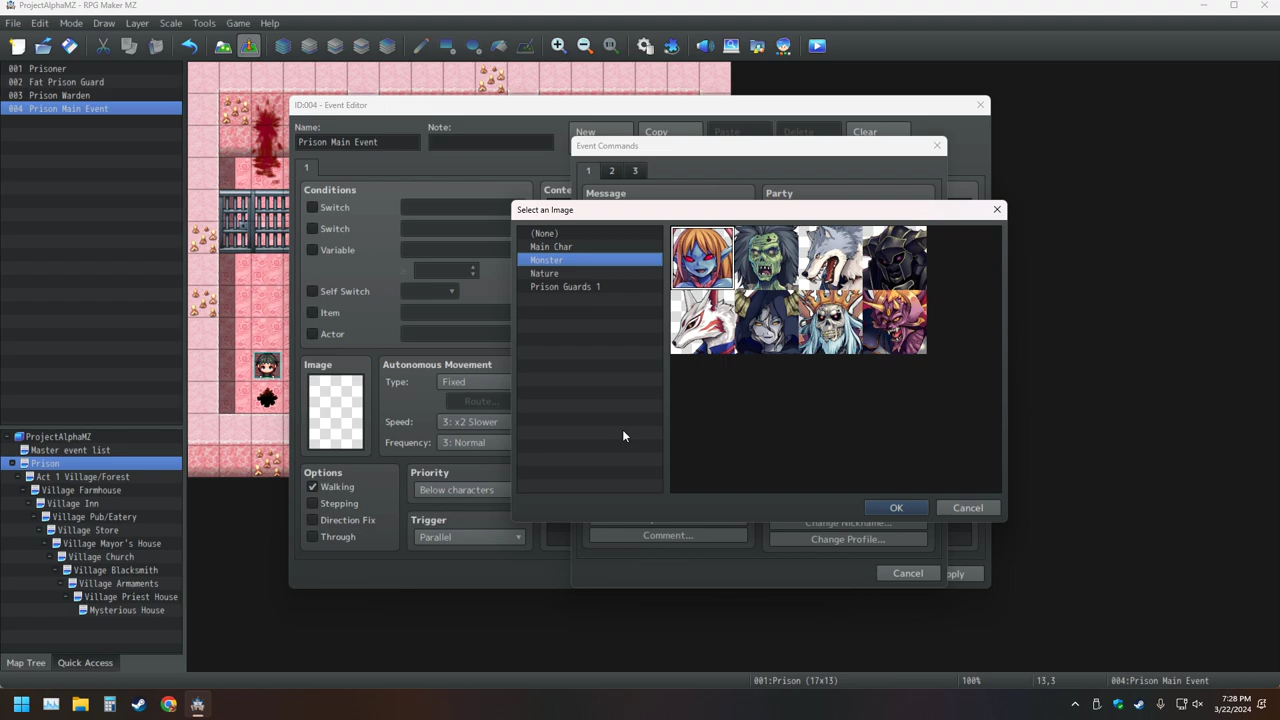 ProjectAlphaMZ - RPG Maker MZ
File Edit Mode Draw Layer Scale Tools Game Help
001 Prisoner
002 Fat Prison Guard
003 Prison Warden
004 Prison Main Event
ID:004 - Event Editor
Name: Note:
Prison Main Event
New Copy Paste Delete Clear
Event Commands
1
1 2 3
Conditions
Conte
Message Party
Switch
Switch
Variable
Self Switch
Item
Actor
Select an Image
(None)
Main Char
Monster
Nature
Prison Guards 1
OK Cancel
Image Autonomous Movement
Type: Fixed
Route...
Speed: 3: x2 Slower
Frequency: 3: Normal
Options Priority
Walking
Below characters
Stepping
Direction Fix
Through
Trigger
Parallel
Change Nickname...
Comment... Change Profile...
Cancel
pply
ProjectAlphaMZ
Master event list
Prison
Act 1 Village/Forest
Village Farmhouse
Village Inn
Village Pub/Eatery
Village Store
Village Mayor's House
Village Church
Village Blacksmith
Village Armaments
Village Priest House
Mysterious House
Map Tree Quick Access
001:Prison (17x13) 100% 13,3 004:Prison Main Event
7:28 PM
3/22/2024